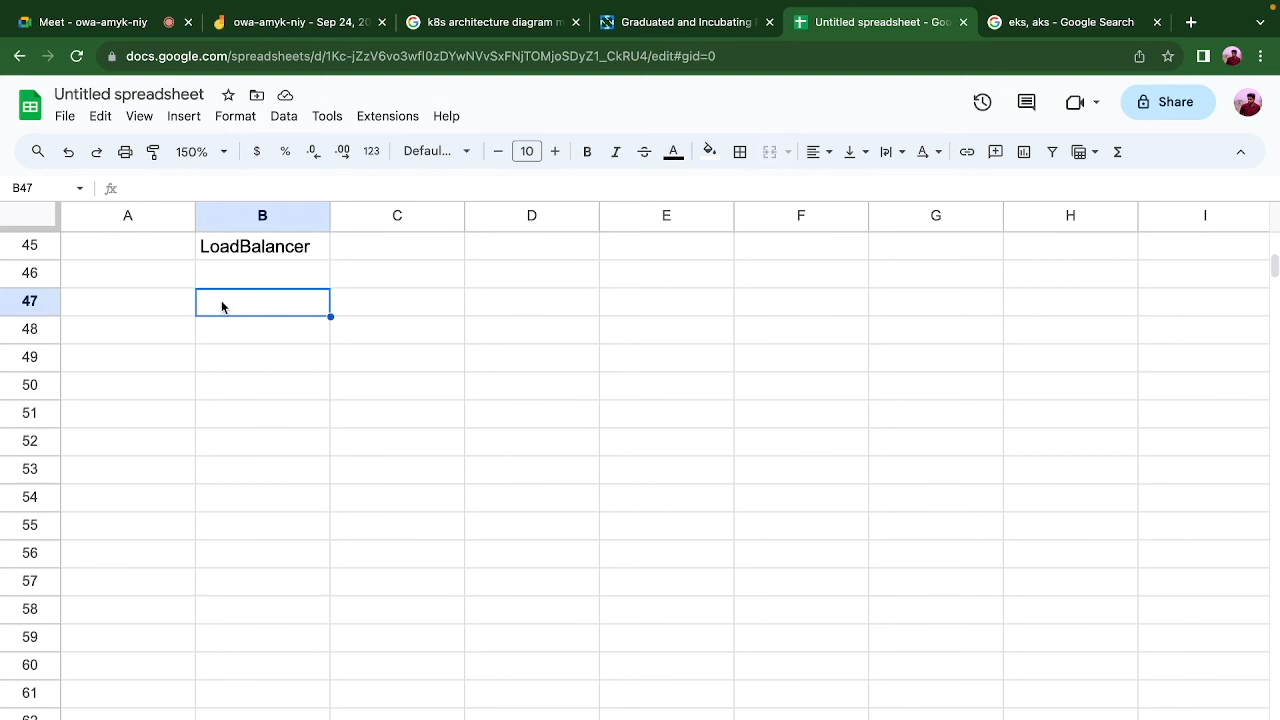 Meet - owa-amyk-niy
owa-amyk-niy - Sep 24, 20
k8s architecture diagram m
Graduated and Incubating
Untitled spreadsheet - Goo
eks, aks - Google Search
docs.google.com/spreadsheets/d/1Kc-jZzV6vo3wfl0zDYwNVvSxFNjTOMjoSDyZ1_CkRU4/edit#gid=0
Untitled spreadsheet
File Edit View Insert Format Data Tools Extensions Help
Share
150% $ % .0 .00 123 Defaul... 10 B I A
B47 fx
A B C D E F G H I
45 LoadBalancer
46
47
48
49
50
51
52
53
54
55
56
57
58
59
60
61